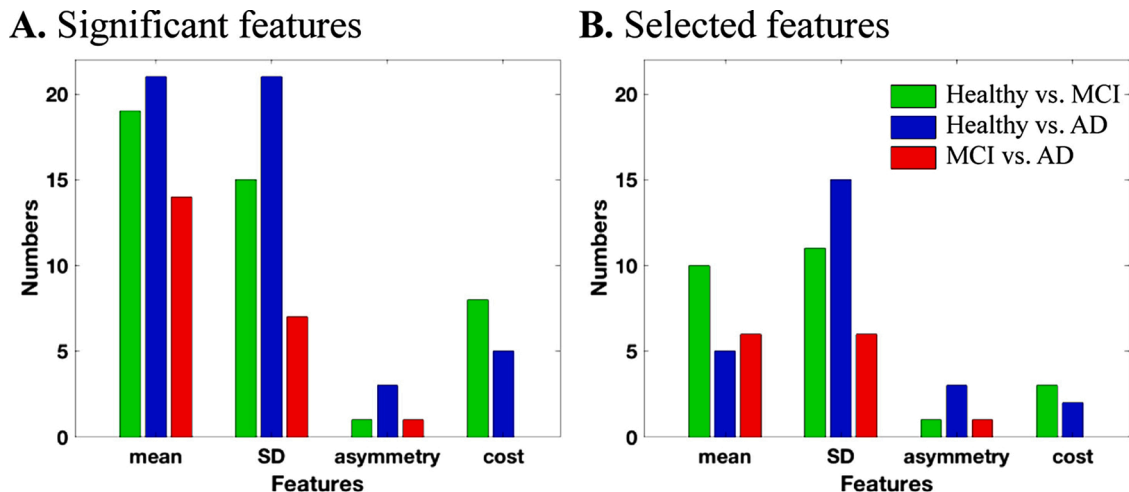 A. Significant features
20
15
10
5
0
Numbers
mean SD asymmetry cost
Features
B. Selected features
20
15
10
5
0
Numbers
Healthy vs. MCI
Healthy vs. AD
MCI vs. AD
mean SD asymmetry cost
Features